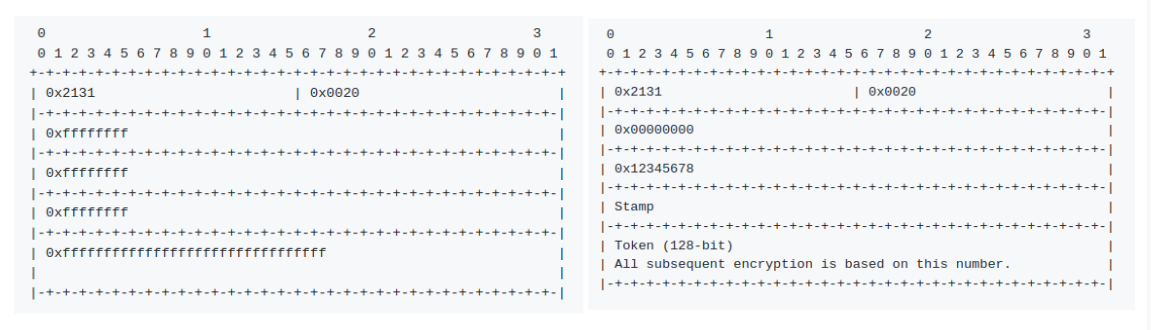 0 1 2 3
0 1 2 3 4 5 6 7 8 9 0 1 2 3 4 5 6 7 8 9 0 1 2 3 4 5 6 7 8 9 0 1
+-+-+-+-+-+-+-+-+-+-+-+-+-+-+-+-+-+-+-+-+-+-+-+-+-+-+-+-+-+-+-+-+
| 0x2131 | 0x0020 |
|-+-+-+-+-+-+-+-+-+-+-+-+-+-+-+-+-+-+-+-+-+-+-+-+-+-+-+-+-+-+-+-|
| 0xffffffff |
|-+-+-+-+-+-+-+-+-+-+-+-+-+-+-+-+-+-+-+-+-+-+-+-+-+-+-+-+-+-+-+-|
| 0xffffffff |
|-+-+-+-+-+-+-+-+-+-+-+-+-+-+-+-+-+-+-+-+-+-+-+-+-+-+-+-+-+-+-+-|
| 0xffffffff |
|-+-+-+-+-+-+-+-+-+-+-+-+-+-+-+-+-+-+-+-+-+-+-+-+-+-+-+-+-+-+-+-|
| 0xffffffffffffffffffffffffffffffff |
| |
|-+-+-+-+-+-+-+-+-+-+-+-+-+-+-+-+-+-+-+-+-+-+-+-+-+-+-+-+-+-+-+-|
0 1 2 3
0 1 2 3 4 5 6 7 8 9 0 1 2 3 4 5 6 7 8 9 0 1 2 3 4 5 6 7 8 9 0 1
+-+-+-+-+-+-+-+-+-+-+-+-+-+-+-+-+-+-+-+-+-+-+-+-+-+-+-+-+-+-+-+-+
| 0x2131 | 0x0020 |
|-+-+-+-+-+-+-+-+-+-+-+-+-+-+-+-+-+-+-+-+-+-+-+-+-+-+-+-+-+-+-+-|
| 0x00000000 |
|-+-+-+-+-+-+-+-+-+-+-+-+-+-+-+-+-+-+-+-+-+-+-+-+-+-+-+-+-+-+-+-|
| 0x12345678 |
|-+-+-+-+-+-+-+-+-+-+-+-+-+-+-+-+-+-+-+-+-+-+-+-+-+-+-+-+-+-+-+-|
| Stamp |
|-+-+-+-+-+-+-+-+-+-+-+-+-+-+-+-+-+-+-+-+-+-+-+-+-+-+-+-+-+-+-+-|
| Token (128-bit) |
| All subsequent encryption is based on this number. |
|-+-+-+-+-+-+-+-+-+-+-+-+-+-+-+-+-+-+-+-+-+-+-+-+-+-+-+-+-+-+-+-|